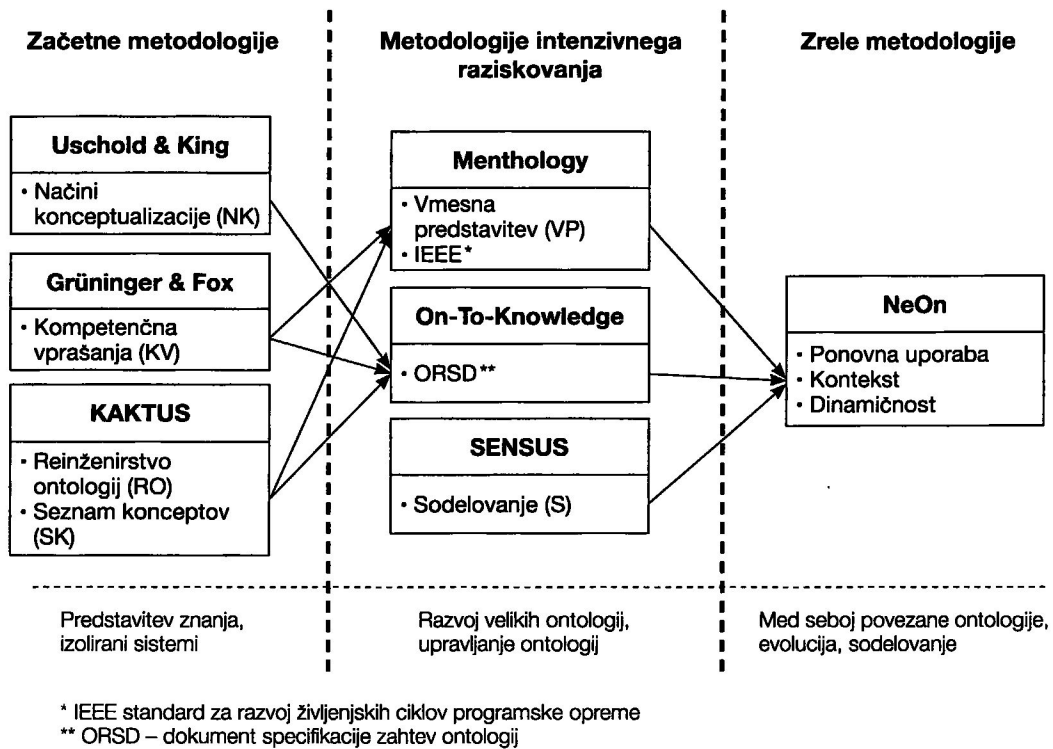 Začetne metodologije
Metodologije intenzivnega
raziskovanja
Zrele metodologije
Uschold & King
• Načini
konceptualizacije (NK)
Grüninger & Fox
• Kompetenčna
vprašanja (KV)
KAKTUS
• Reinženirstvo
ontologij (RO)
• Seznam konceptov
(SK)
Menthology
• Vmesna
predstavitev (VP)
• IEEE*
On-To-Knowledge
• ORSD**
SENSUS
• Sodelovanje (S)
NeOn
• Ponovna uporaba
• Kontekst
• Dinamičnost
Predstavitev znanja,
izolirani sistemi
Razvoj velikih ontologij,
upravljanje ontologij
Med seboj povezane ontologije,
evolucija, sodelovanje
* IEEE standard za razvoj življenjskih ciklov programske opreme
** ORSD – dokument specifikacije zahtev ontologij